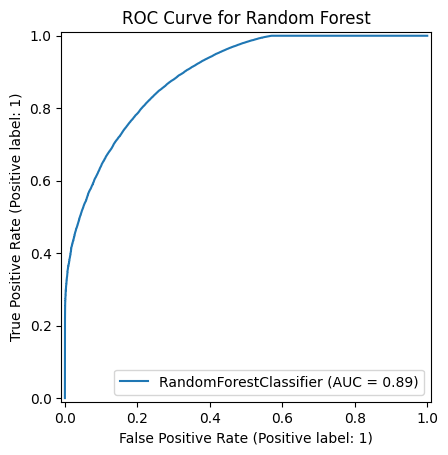 ROC Curve for Random Forest
True Positive Rate (Positive label: 1)
1.0
0.8
0.6
0.4
0.2
0.0
RandomForestClassifier (AUC = 0.89)
0.0 0.2 0.4 0.6 0.8 1.0
False Positive Rate (Positive label: 1)